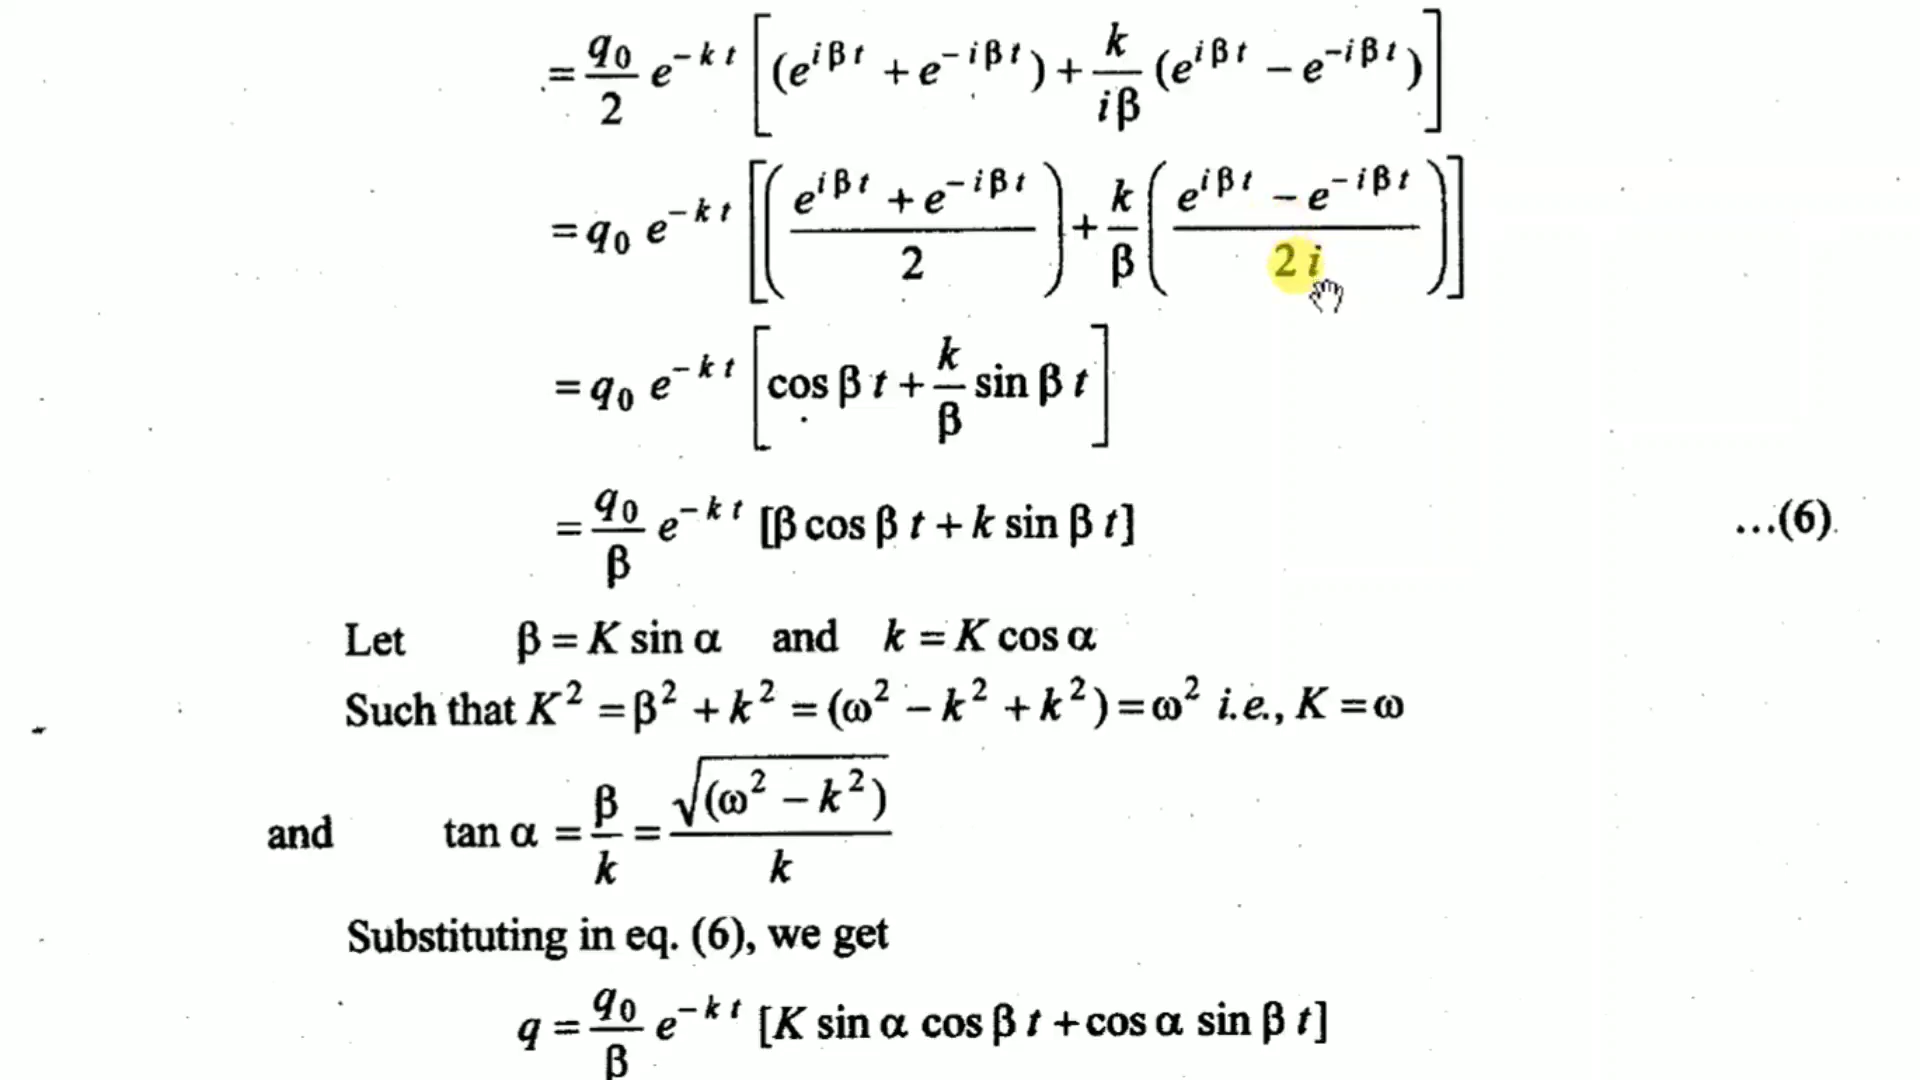 = q₀/2 e^{-kt} [(e^{iβt} + e^{-iβt}) + k/iβ (e^{iβt} − e^{-iβt})]
= q₀ e^{-kt} [((e^{iβt} + e^{-iβt})/2) + k/β ((e^{iβt} − e^{-iβt})/2i)]
= q₀ e^{-kt} [cos βt + k/β sin βt]
= q₀/β e^{-kt} [β cos βt + k sin βt] ...(6)
Let β = K sin α and k = K cos α
Such that K² = β² + k² = (ω² − k² + k²) = ω² i.e., K = ω
and tan α = β/k = √(ω² − k²)/k
Substituting in eq. (6), we get
q = q₀/β e^{-kt} [K sin α cos βt + cos α sin βt]